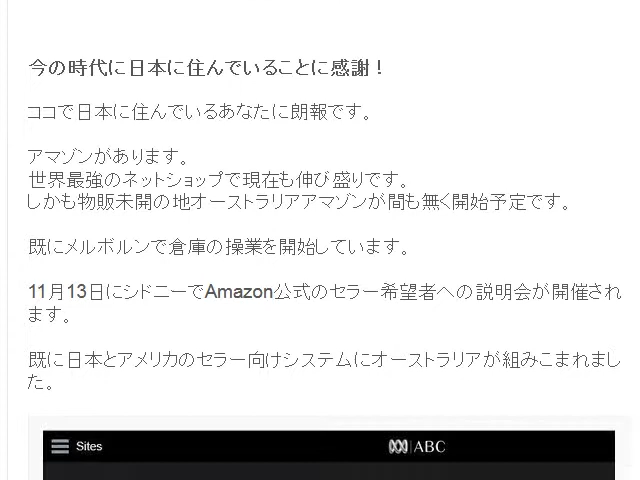 今の時代に日本に住んでいることに感謝！
ココで日本に住んでいるあなたに朗報です。
アマゾンがあります。
世界最強のネットショップで現在も伸び盛りです。
しかも物販未開の地オーストラリアアマゾンが間も無く開始予定です。
既にメルボルンで倉庫の操業を開始しています。
11月13日にシドニーでAmazon公式のセラー希望者への説明会が開催され
ます。
既に日本とアメリカのセラー向けシステムにオーストラリアが組みこまれまし
た。
Sites ABC